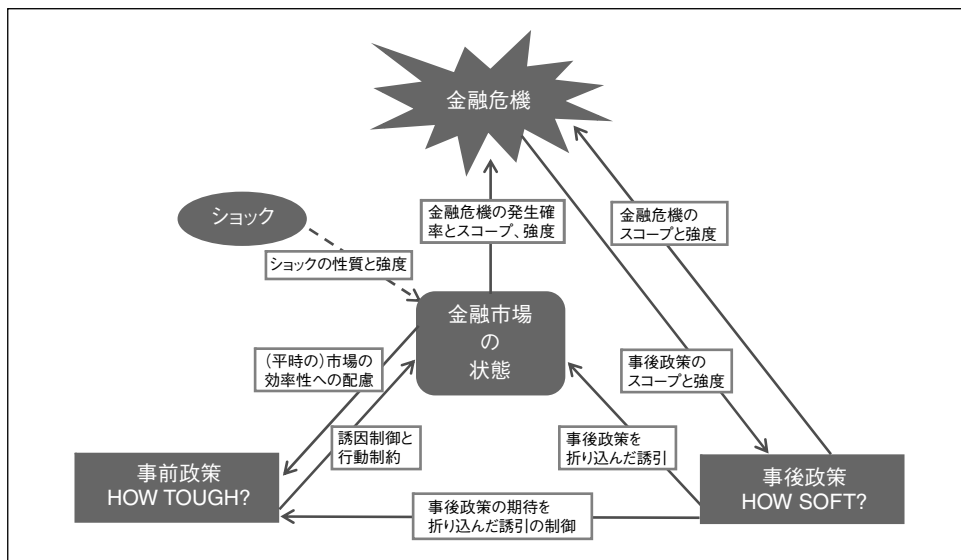 金融危機
ショック
金融危機の発生確
率とスコープ、強度
金融危機の
スコープと強度
ショックの性質と強度
金融市場
の
状態
(平時の)市場の
効率性への配慮
事後政策の
スコープと強度
誘因制御と
行動制約
事後政策を
折り込んだ誘引
事前政策
HOW TOUGH?
事後政策
HOW SOFT?
事後政策の期待を
折り込んだ誘引の制御